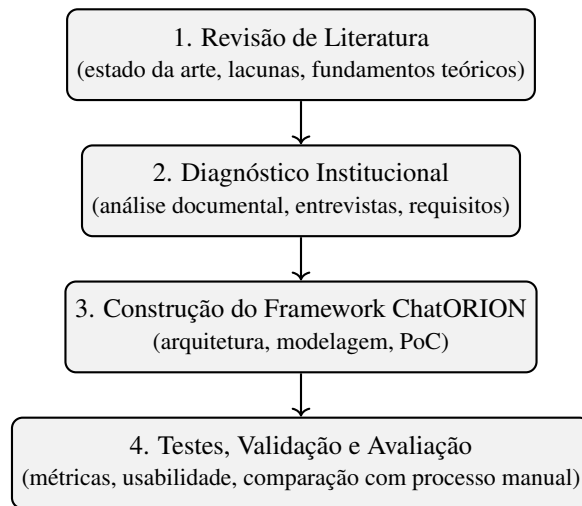 1. Revisão de Literatura
(estado da arte, lacunas, fundamentos teóricos)
2. Diagnóstico Institucional
(análise documental, entrevistas, requisitos)
3. Construção do Framework ChatORION
(arquitetura, modelagem, PoC)
4. Testes, Validação e Avaliação
(métricas, usabilidade, comparação com processo manual)